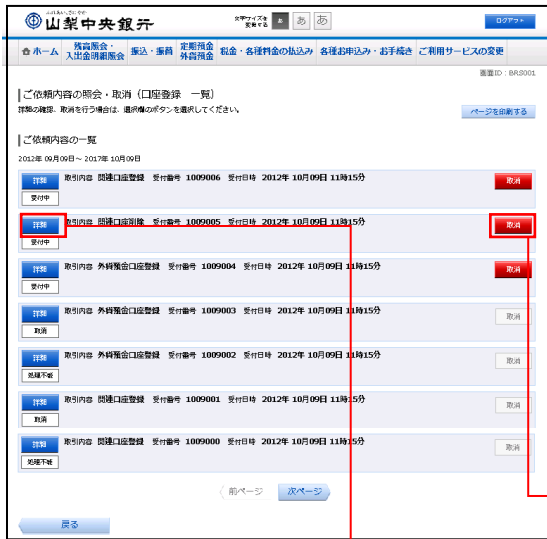 やまなしちゅうおう
山梨中央銀行
文字サイズを変更する あ あ あ
ログアウト
ホーム 残高照会・入出金明細照会 振込・振替 定期預金 外貨預金 税金・各種料金の払込み 各種お申込み・お手続き ご利用サービスの変更
画面ID:BRS001
ご依頼内容の照会・取消(口座登録 一覧)
詳細の確認、取消を行う場合は、選択欄のボタンを選択してください。
ページを印刷する
ご依頼内容の一覧
2012年 09月09日~ 2017年 10月09日
詳細 取引内容 関連口座登録 受付番号 1009006 受付日時 2012年 10月09日 11時15分 取消
受付中
詳細 取引内容 関連口座削除 受付番号 1009005 受付日時 2012年 10月09日 11時15分 取消
受付中
詳細 取引内容 外貨預金口座登録 受付番号 1009004 受付日時 2012年 10月09日 11時15分 取消
受付中
詳細 取引内容 外貨預金口座登録 受付番号 1009003 受付日時 2012年 10月09日 11時15分 取消
取消
詳細 取引内容 外貨預金口座登録 受付番号 1009002 受付日時 2012年 10月09日 11時15分 取消
処理不能
詳細 取引内容 関連口座登録 受付番号 1009001 受付日時 2012年 10月09日 11時15分 取消
取消
詳細 取引内容 関連口座登録 受付番号 1009000 受付日時 2012年 10月09日 11時15分 取消
処理不能
前ページ 次ページ
戻る